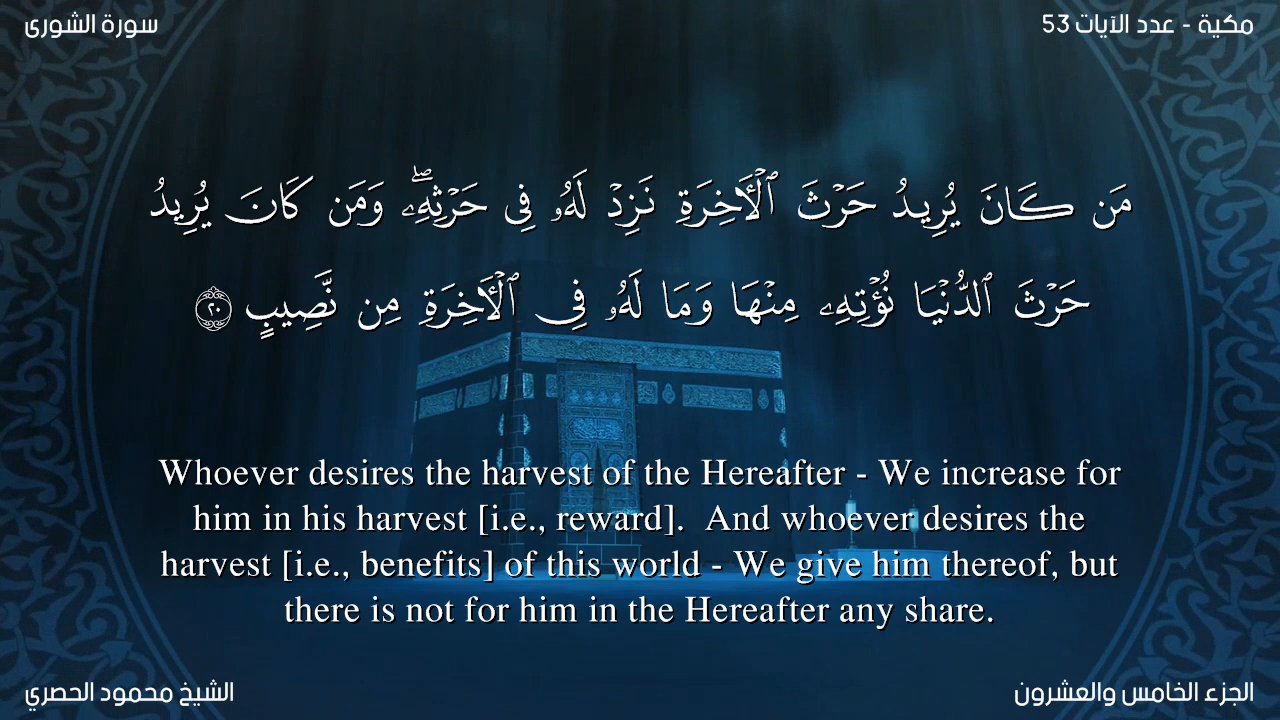 مكية - عدد الآيات 53
سورة الشورى
مَن كَانَ يُرِيدُ حَرْثَ ٱلْـَٔاخِرَةِ نَزِدْ لَهُۥ فِى حَرْثِهِۦ ۖ وَمَن كَانَ يُرِيدُ
حَرْثَ ٱلدُّنْيَا نُؤْتِهِۦ مِنْهَا وَمَا لَهُۥ فِى ٱلْـَٔاخِرَةِ مِن نَّصِيبٍ ٢٠
Whoever desires the harvest of the Hereafter - We increase for
him in his harvest [i.e., reward].  And whoever desires the
harvest [i.e., benefits] of this world - We give him thereof, but
there is not for him in the Hereafter any share.
الجزء الخامس والعشرون
الشيخ محمود الحصري